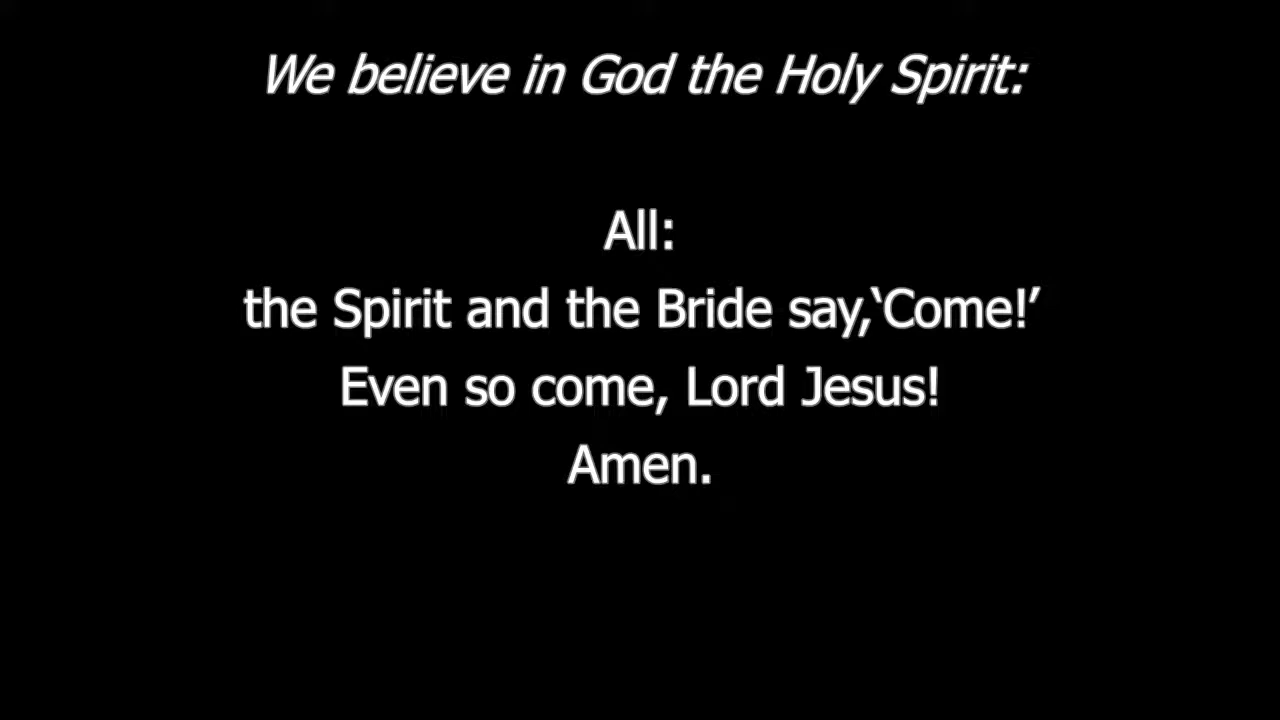 We believe in God the Holy Spirit:
All:
the Spirit and the Bride say,‘Come!’
Even so come, Lord Jesus!
Amen.